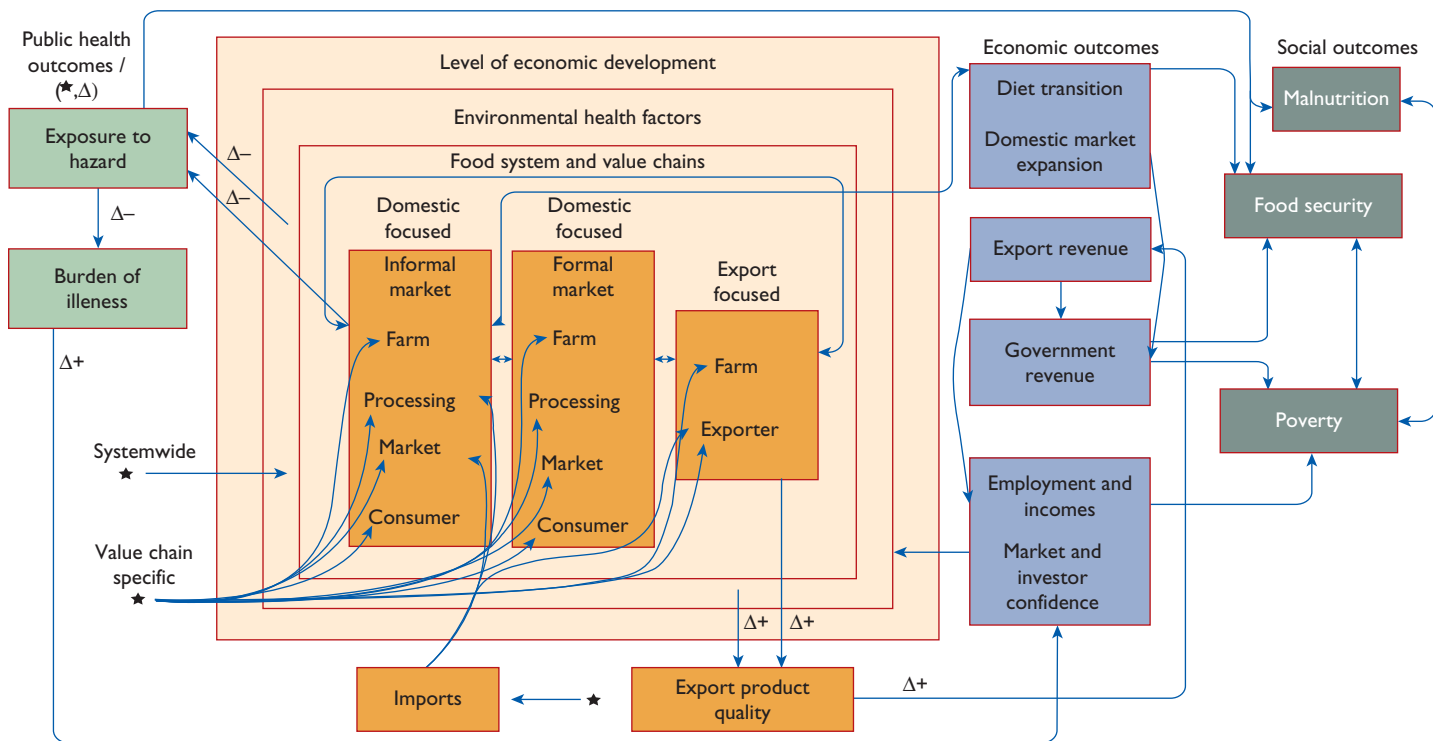 Public health
outcomes /
(★,Δ)
Exposure to
hazard
Δ–
Burden of
illeness
Δ+
Systemwide
★
Value chain
specific
★
Δ–
Δ–
Level of economic development
Environmental health factors
Food system and value chains
Domestic
focused
Informal
market
Farm
Processing
Market
Consumer
Domestic
focused
Formal
market
Farm
Processing
Market
Consumer
Export
focused
Farm
Exporter
Δ+
Δ+
Imports
★
Export product
quality
Δ+
Economic outcomes
Diet transition
Domestic market
expansion
Export revenue
Government
revenue
Employment and
incomes
Market and
investor
confidence
Social outcomes
Malnutrition
Food security
Poverty